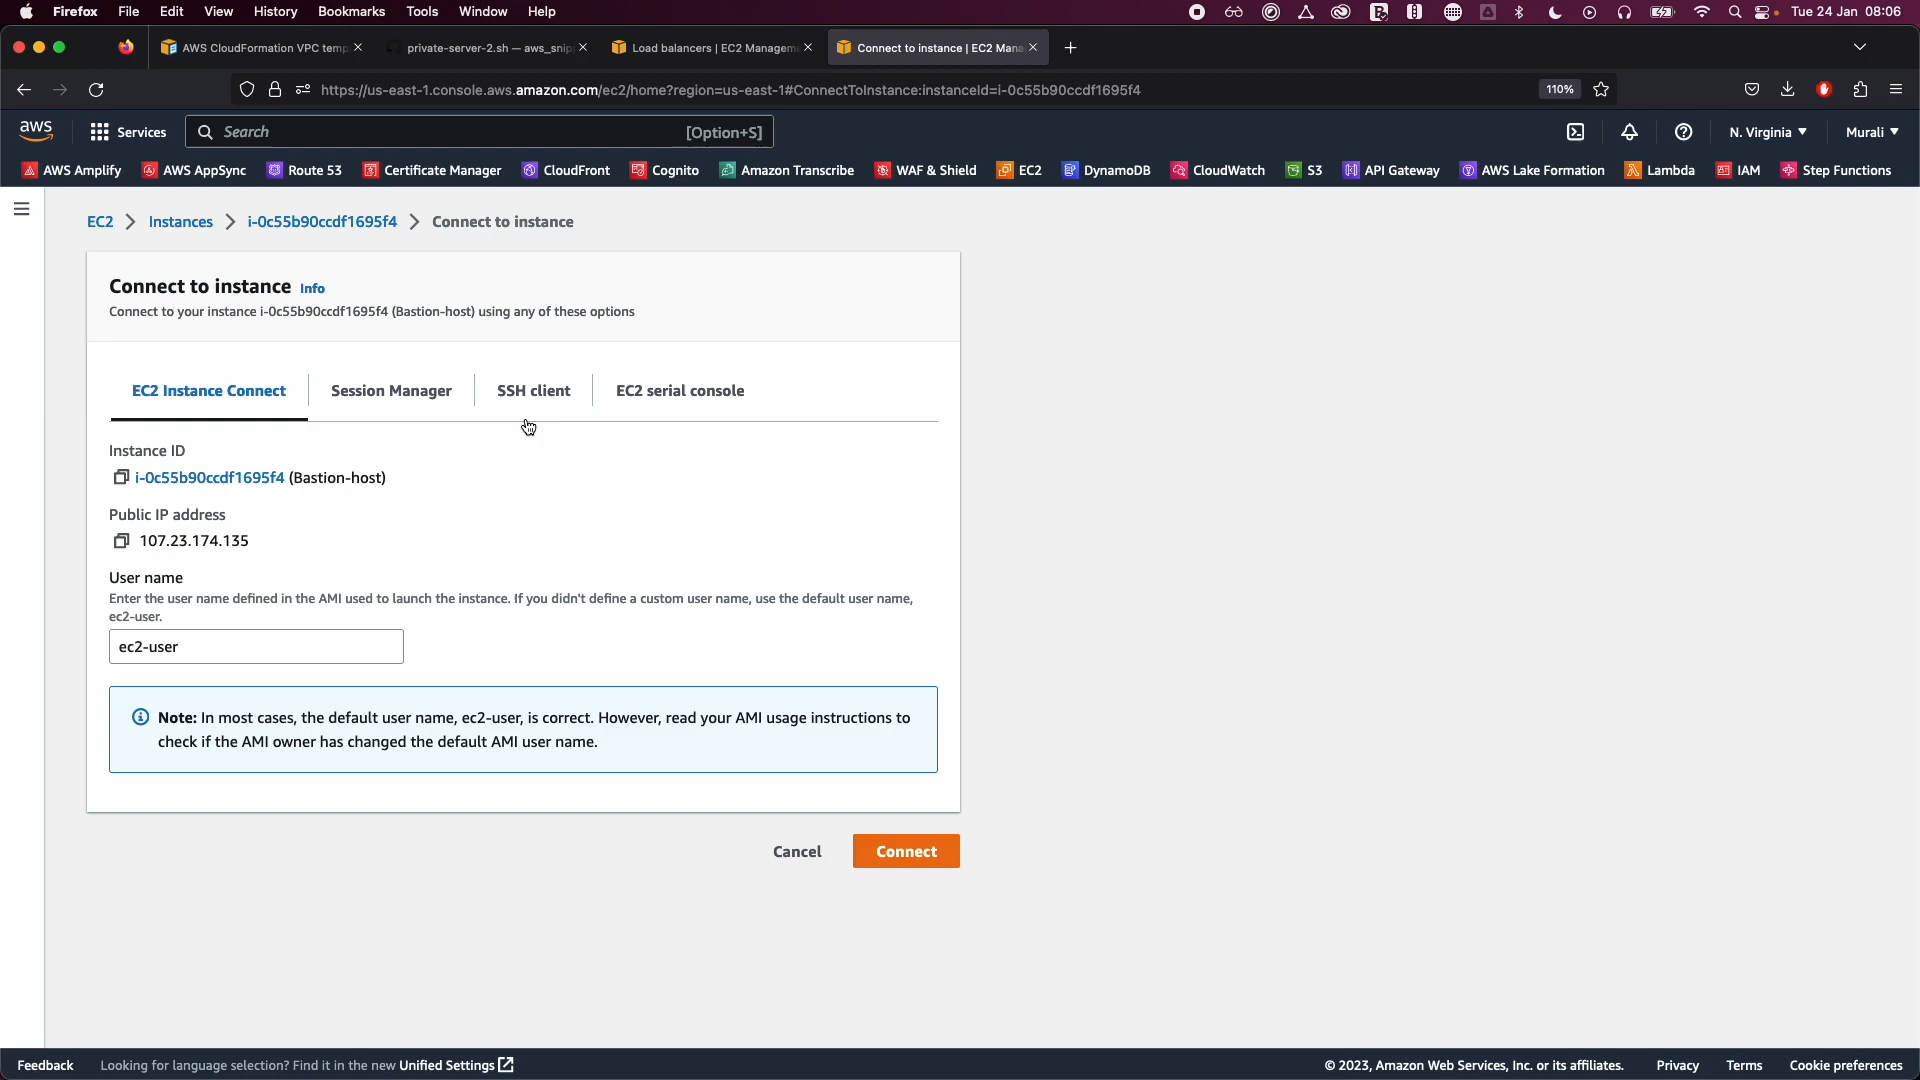 Firefox File Edit View History Bookmarks Tools Window Help Tue 24 Jan 08:06
AWS CloudFormation VPC temp private-server-2.sh — aws_snip Load balancers | EC2 Managem Connect to instance | EC2 Mana
https://us-east-1.console.aws.amazon.com/ec2/home?region=us-east-1#ConnectToInstance:instanceId=i-0c55b90ccdf1695f4 110%
aws Services Search [Option+S] N. Virginia Murali
AWS Amplify AWS AppSync Route 53 Certificate Manager CloudFront Cognito Amazon Transcribe WAF & Shield EC2 DynamoDB CloudWatch S3 API Gateway AWS Lake Formation Lambda IAM Step Functions
EC2 Instances i-0c55b90ccdf1695f4 Connect to instance
Connect to instance Info
Connect to your instance i-0c55b90ccdf1695f4 (Bastion-host) using any of these options
EC2 Instance Connect Session Manager SSH client EC2 serial console
Instance ID
i-0c55b90ccdf1695f4 (Bastion-host)
Public IP address
107.23.174.135
User name
Enter the user name defined in the AMI used to launch the instance. If you didn't define a custom user name, use the default user name,
ec2-user.
ec2-user
Note: In most cases, the default user name, ec2-user, is correct. However, read your AMI usage instructions to
check if the AMI owner has changed the default AMI user name.
Cancel Connect
Feedback Looking for language selection? Find it in the new Unified Settings © 2023, Amazon Web Services, Inc. or its affiliates. Privacy Terms Cookie preferences